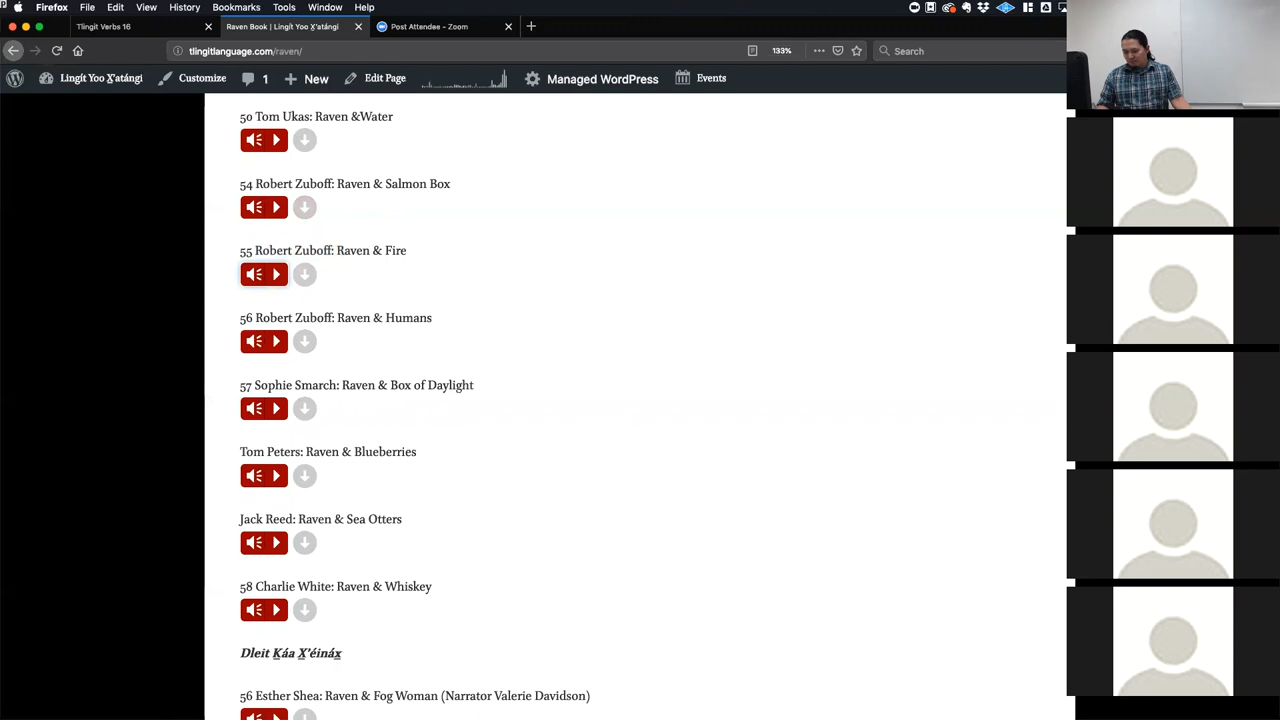 Firefox File Edit View History Bookmarks Tools Window Help
Tlingit Verbs 16
Raven Book | Lingít Yoo X̱ʼatángi
Post Attendee - Zoom
tlingitlanguage.com/raven/
133%
Search
Lingít Yoo X̱ʼatángi
Customize
1
New
Edit Page
Managed WordPress
Events
50 Tom Ukas: Raven &Water
54 Robert Zuboff: Raven & Salmon Box
55 Robert Zuboff: Raven & Fire
56 Robert Zuboff: Raven & Humans
57 Sophie Smarch: Raven & Box of Daylight
Tom Peters: Raven & Blueberries
Jack Reed: Raven & Sea Otters
58 Charlie White: Raven & Whiskey
Dleit Ḵáa X̱’éináx̱
56 Esther Shea: Raven & Fog Woman (Narrator Valerie Davidson)